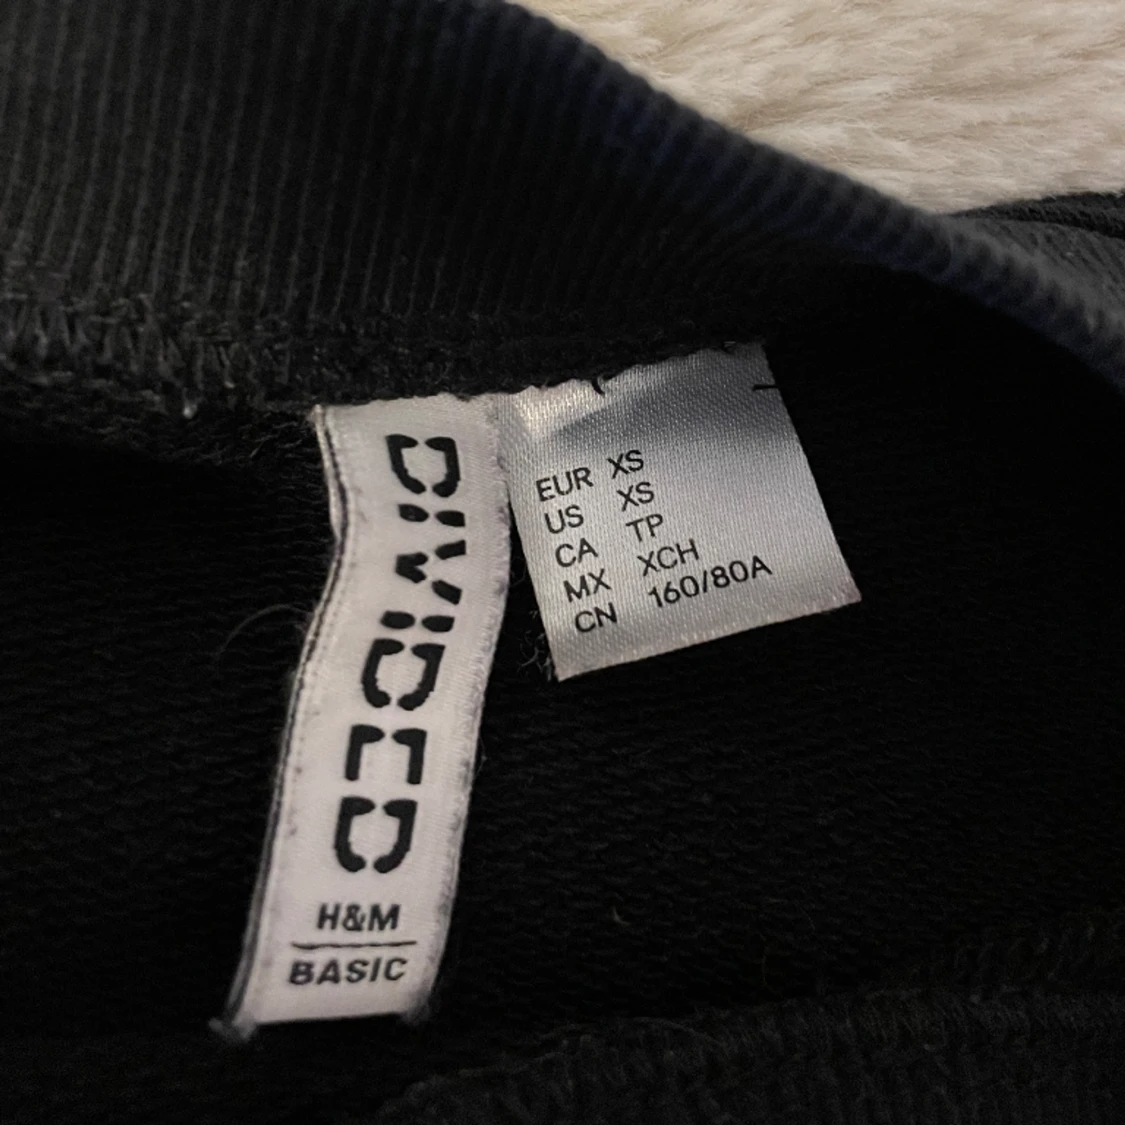 DIVIDED
H&M
BASIC
EUR XS
US XS
CA TP
MX XCH
CN 160/80A